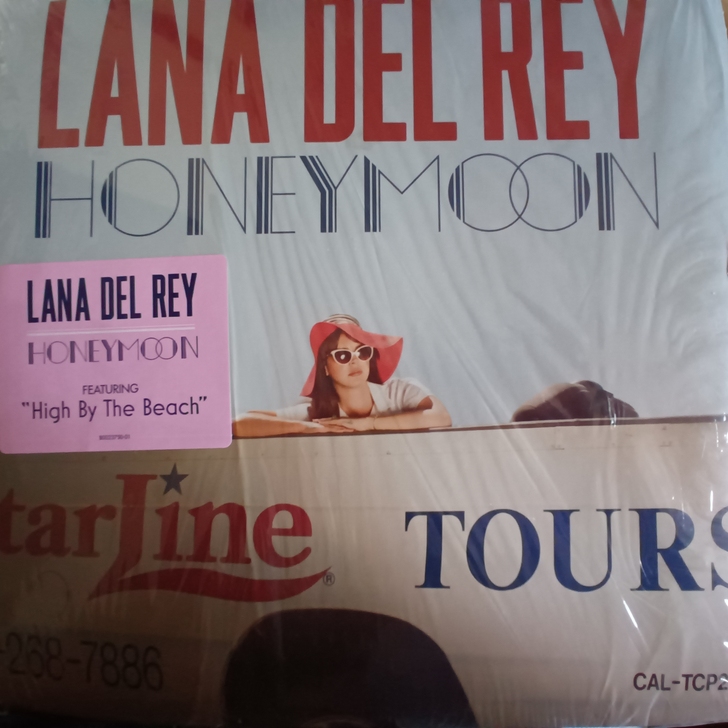 LANA DEL REY
HONEYMOON
LANA DEL REY
HONEYMOON
FEATURING
"High By The Beach"
tarLine®
TOURS
-268-7886
CAL-TCP2